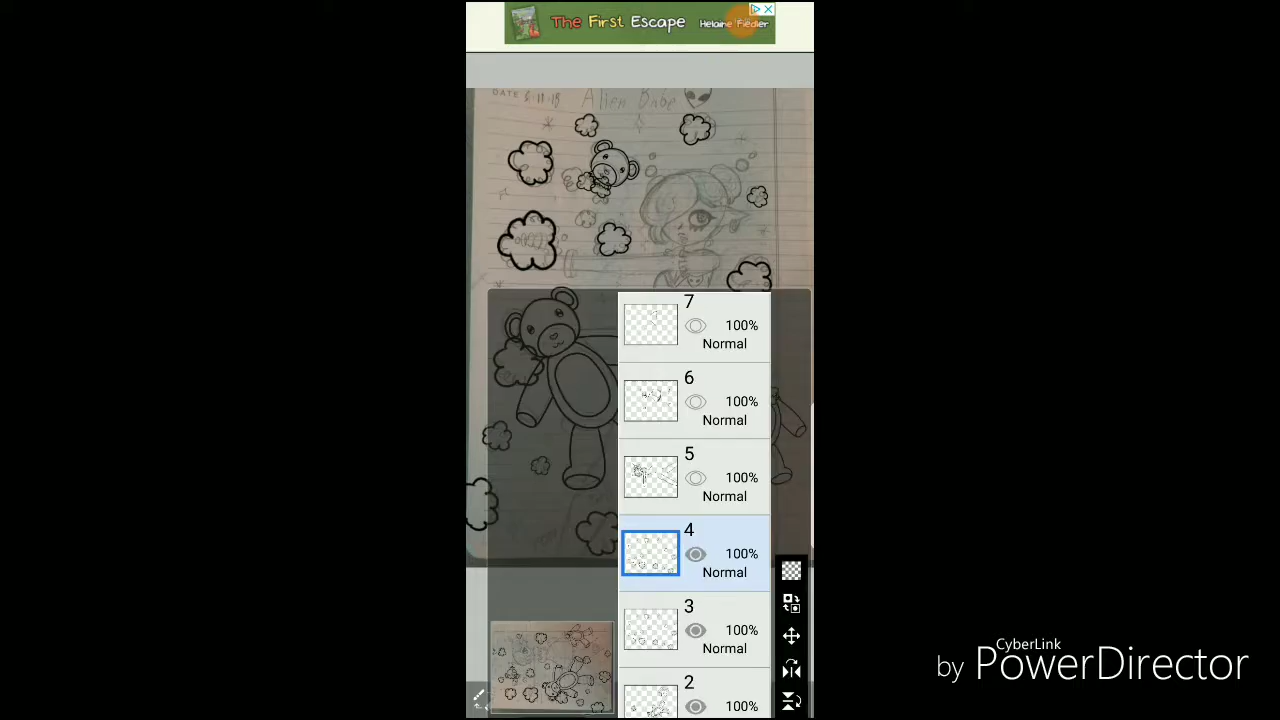 The First Escape Helaine Fiedler
DATE 6-11-18 Alien Babe
7
100%
Normal
6
100%
Normal
5
100%
Normal
4
100%
Normal
3
100%
Normal
2
100%
CyberLink
by PowerDirector